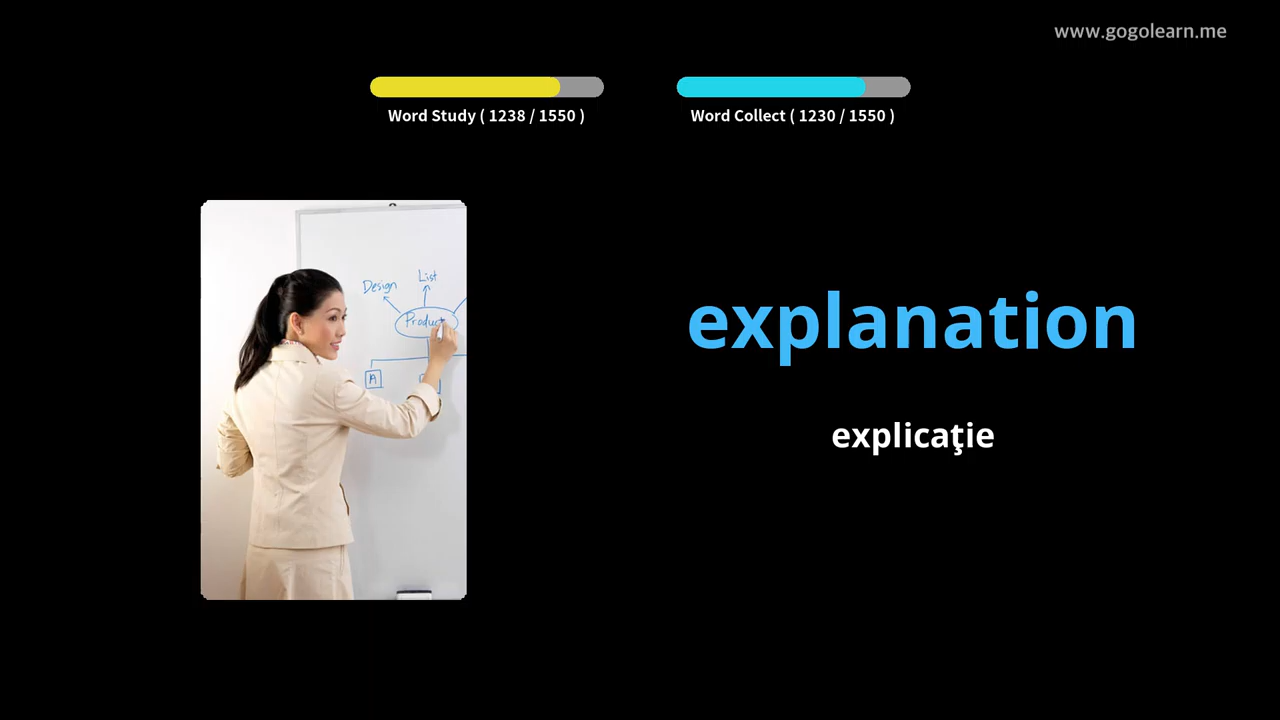 www.gogolearn.me
Word Study ( 1238 / 1550 )
Word Collect ( 1230 / 1550 )
List
Design
Product
A
explanation
explicaţie